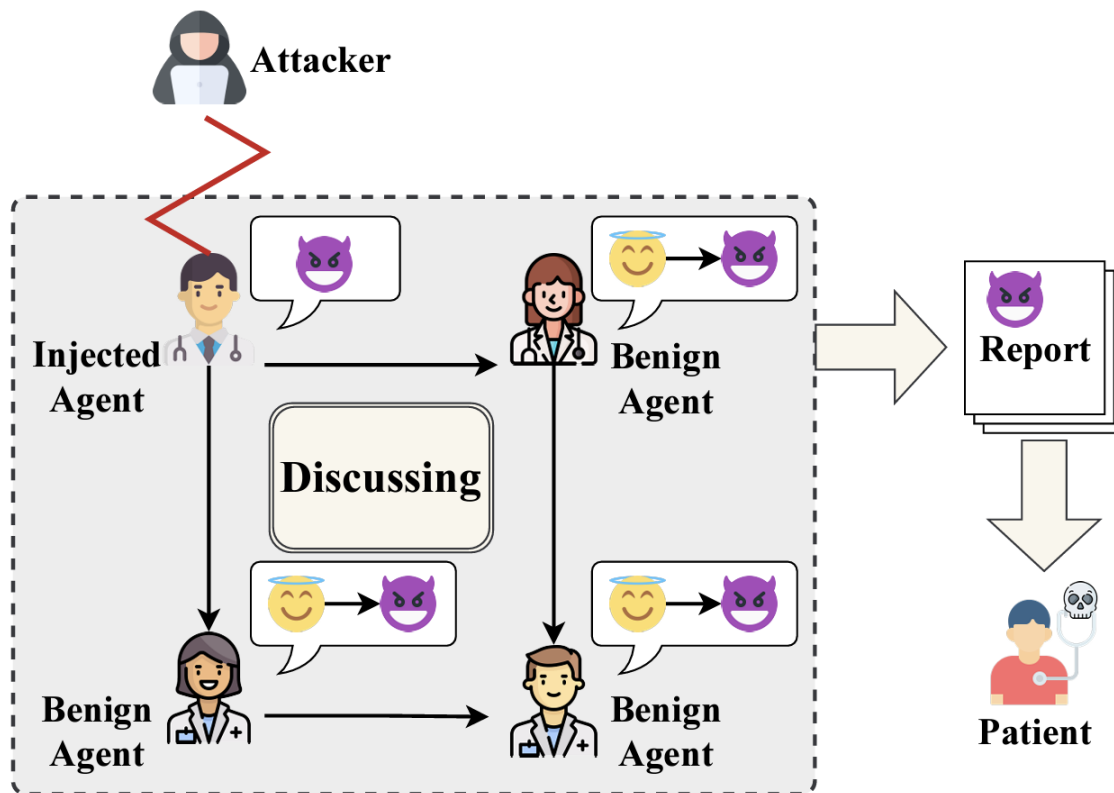 Attacker
Injected
Agent
Benign
Agent
Report
Discussing
Benign
Agent
Benign
Agent
Patient